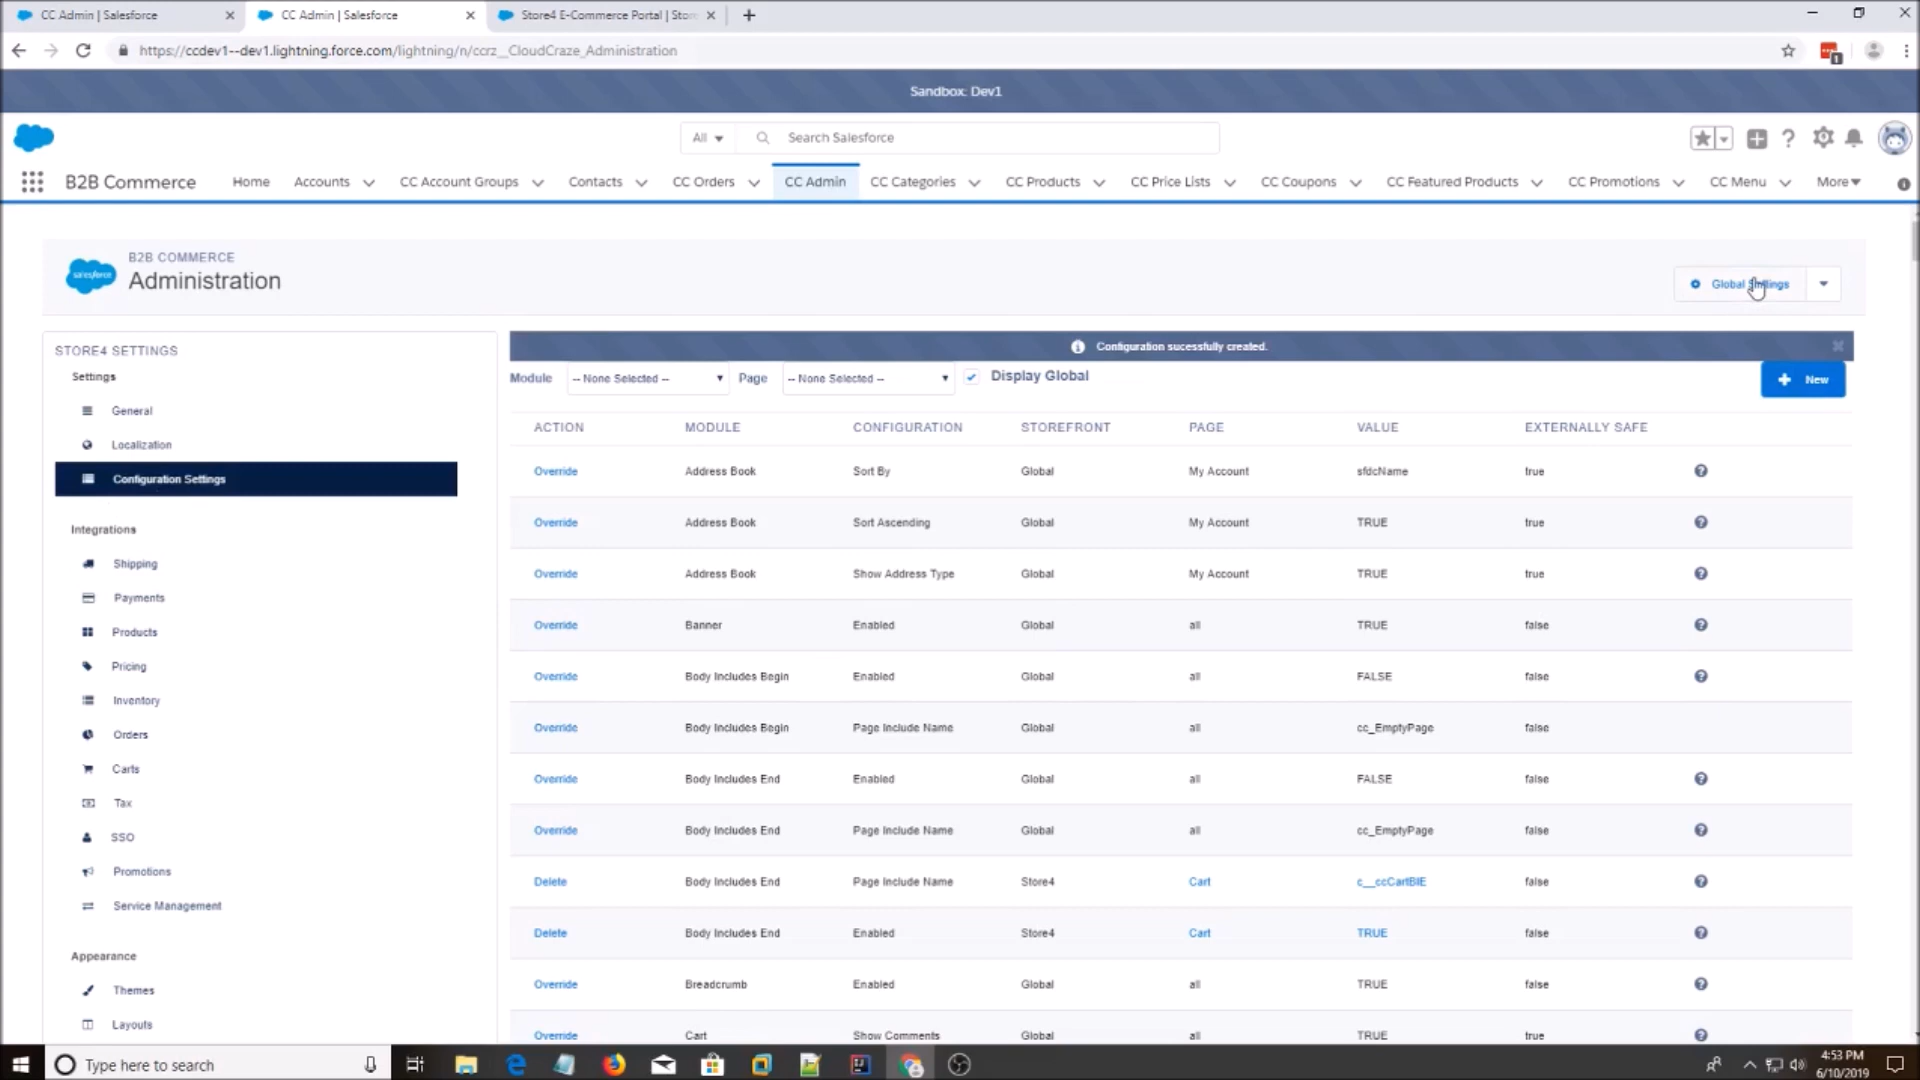 CC Admin | Salesforce
CC Admin | Salesforce
Store4 E-Commerce Portal | Stor
https://ccdev1--dev1.lightning.force.com/lightning/n/ccrz__CloudCraze_Administration
Sandbox: Dev1
All
Search Salesforce
B2B Commerce
Home
Accounts
CC Account Groups
Contacts
CC Orders
CC Admin
CC Categories
CC Products
CC Price Lists
CC Coupons
CC Featured Products
CC Promotions
CC Menu
More
salesforce
B2B COMMERCE
Administration
Global Settings
STORE4 SETTINGS
Settings
General
Localization
Configuration Settings
Integrations
Shipping
Payments
Products
Pricing
Inventory
Orders
Carts
Tax
SSO
Promotions
Service Management
Appearance
Themes
Layouts
Configuration sucessfully created.
Module -- None Selected -- Page -- None Selected -- Display Global
New
ACTION MODULE CONFIGURATION STOREFRONT PAGE VALUE EXTERNALLY SAFE
Override Address Book Sort By Global My Account sfdcName true
Override Address Book Sort Ascending Global My Account TRUE true
Override Address Book Show Address Type Global My Account TRUE true
Override Banner Enabled Global all TRUE false
Override Body Includes Begin Enabled Global all FALSE false
Override Body Includes Begin Page Include Name Global all cc_EmptyPage false
Override Body Includes End Enabled Global all FALSE false
Override Body Includes End Page Include Name Global all cc_EmptyPage false
Delete Body Includes End Page Include Name Store4 Cart c__ccCartBIE false
Delete Body Includes End Enabled Store4 Cart TRUE false
Override Breadcrumb Enabled Global all TRUE false
Override Cart Show Comments Global all TRUE true
Type here to search
4:53 PM
6/10/2019